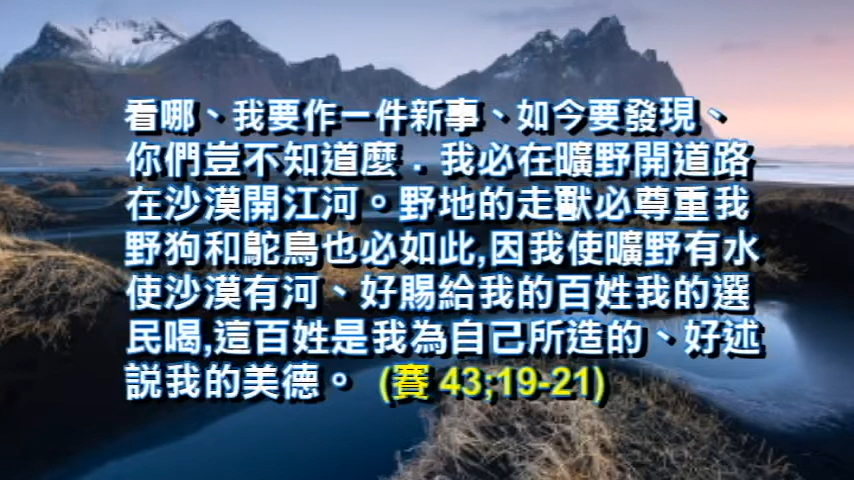 看哪、我要作一件新事、如今要發現、
你們豈不知道麼．我必在曠野開道路
在沙漠開江河。野地的走獸必尊重我
野狗和鴕鳥也必如此,因我使曠野有水
使沙漠有河、好賜給我的百姓我的選
民喝,這百姓是我為自己所造的、好述
說我的美德。 (賽 43;19-21)